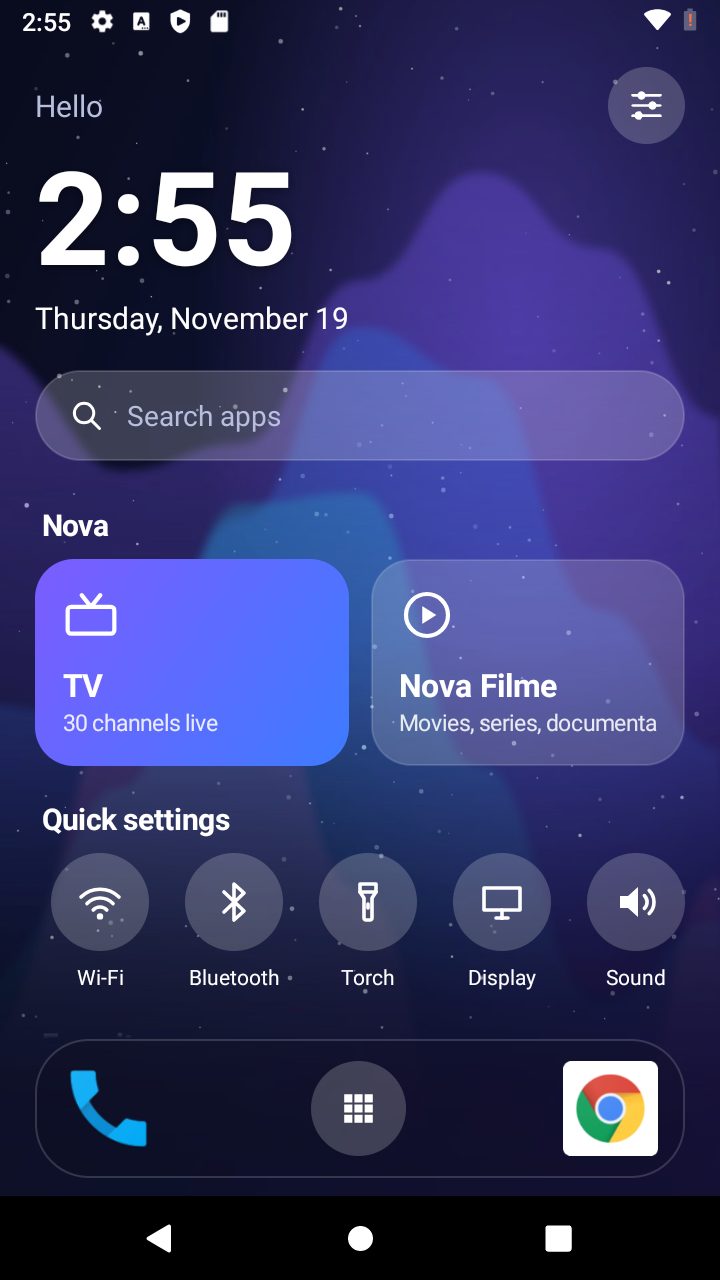 2:55
Hello
2:55
Thursday, November 19
Search apps
Nova
TV
30 channels live
Nova Filme
Movies, series, documenta
Quick settings
Wi-Fi
Bluetooth
Torch
Display
Sound